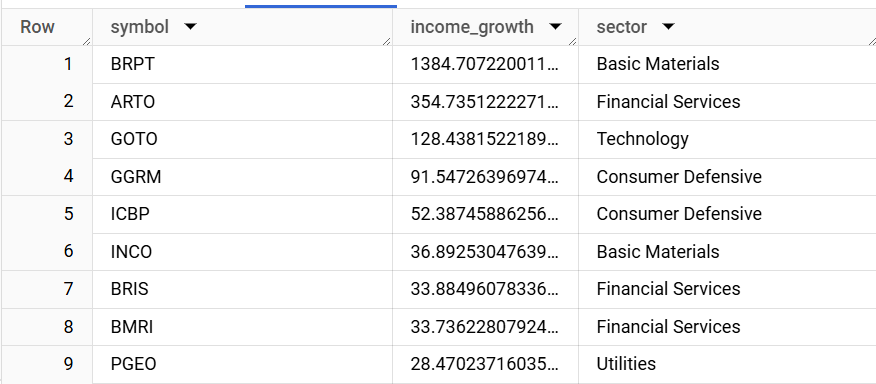 Row symbol income_growth sector
1 BRPT 1384.707220011... Basic Materials
2 ARTO 354.7351222271... Financial Services
3 GOTO 128.4381522189... Technology
4 GGRM 91.54726396974... Consumer Defensive
5 ICBP 52.38745886256... Consumer Defensive
6 INCO 36.89253047639... Basic Materials
7 BRIS 33.88496078336... Financial Services
8 BMRI 33.73622807924... Financial Services
9 PGEO 28.47023716035... Utilities